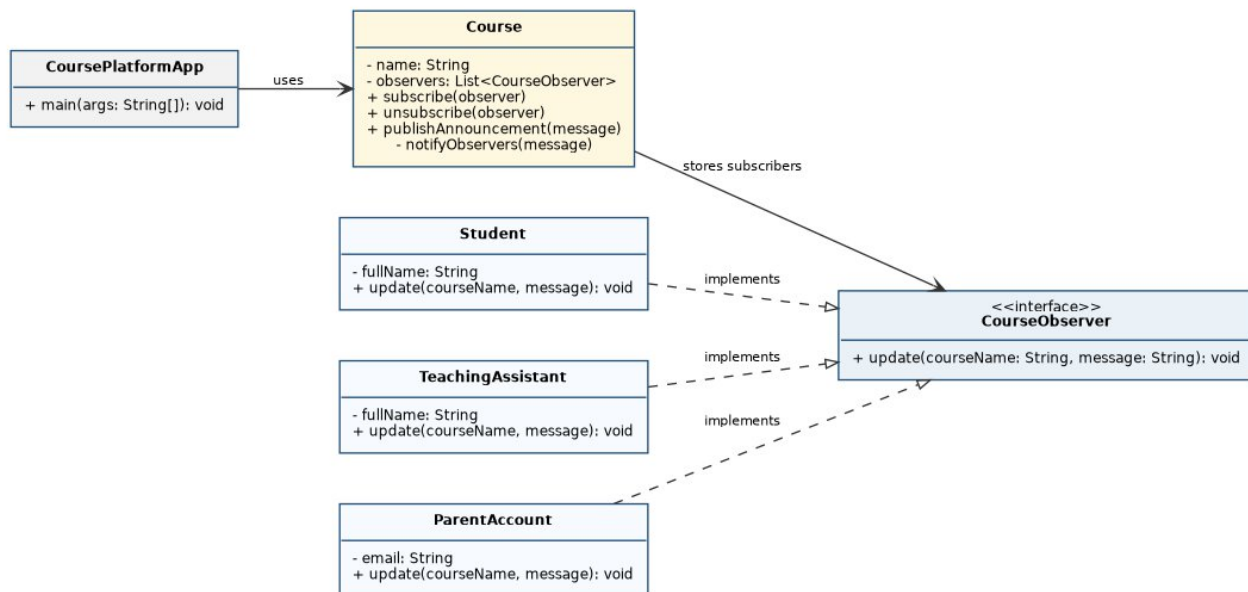 CoursePlatformApp
+ main(args: String[]): void
uses
Course
- name: String
- observers: List<CourseObserver>
+ subscribe(observer)
+ unsubscribe(observer)
+ publishAnnouncement(message)
- notifyObservers(message)
stores subscribers
Student
- fullName: String
+ update(courseName, message): void
implements
TeachingAssistant
- fullName: String
+ update(courseName, message): void
implements
ParentAccount
- email: String
+ update(courseName, message): void
implements
<<interface>>
CourseObserver
+ update(courseName: String, message: String): void